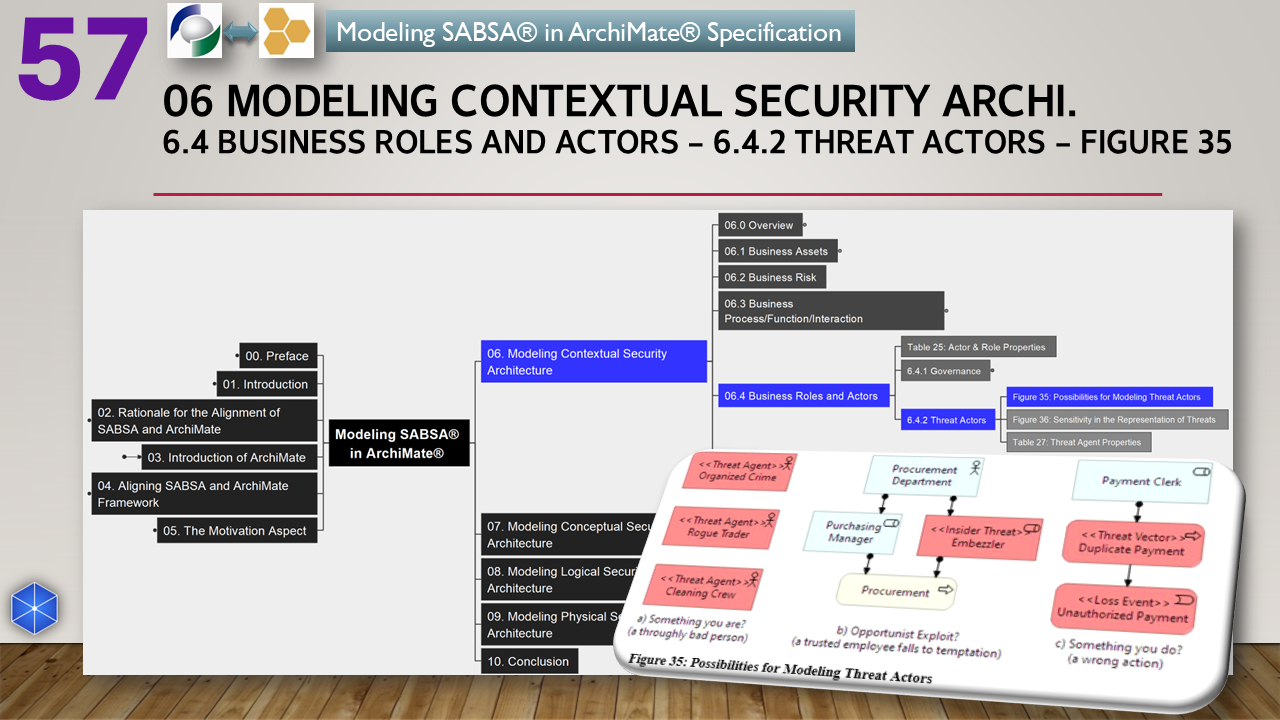 57
Modeling SABSA® in ArchiMate® Specification
06 MODELING CONTEXTUAL SECURITY ARCHI.
6.4 BUSINESS ROLES AND ACTORS – 6.4.2 THREAT ACTORS – FIGURE 35
00. Preface
01. Introduction
02. Rationale for the Alignment of
SABSA and ArchiMate
03. Introduction of ArchiMate
04. Aligning SABSA and ArchiMate
Framework
05. The Motivation Aspect
Modeling SABSA®
in ArchiMate®
06. Modeling Contextual Security
Architecture
06.0 Overview
06.1 Business Assets
06.2 Business Risk
06.3 Business
Process/Function/Interaction
06.4 Business Roles and Actors
Table 25: Actor & Role Properties
6.4.1 Governance
6.4.2 Threat Actors
Figure 35: Possibilities for Modeling Threat Actors
Figure 36: Sensitivity in the Representation of Threats
Table 27: Threat Agent Properties
07. Modeling Conceptual Secu
Architecture
08. Modeling Logical Securi
Architecture
09. Modeling Physical Se
Architecture
10. Conclusion
<<Threat Agent>>
Organized Crime
<<Threat Agent>>
Rogue Trader
<<Threat Agent>>
Cleaning Crew
a) Something you are?
(a throughly bad person)
Procurement
Department
Purchasing
Manager
<<Insider Threat>>
Embezzler
Procurement
b) Opportunist Exploit?
(a trusted employee falls to temptation)
Payment Clerk
<<Threat Vector>>
Duplicate Payment
<<Loss Event>>
Unauthorized Payment
c) Something you do?
(a wrong action)
Figure 35: Possibilities for Modeling Threat Actors